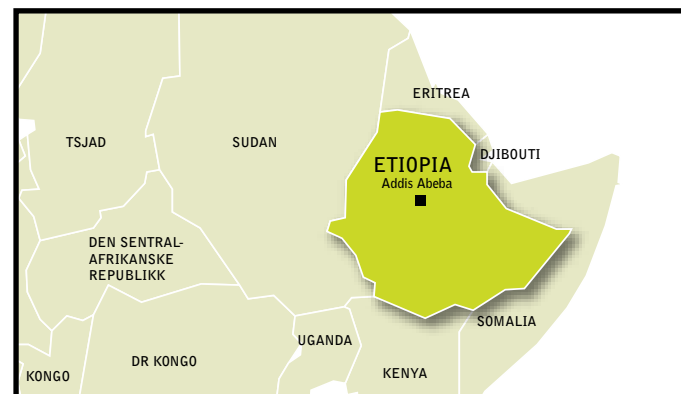 ERITREA
TSJAD
SUDAN
DJIBOUTI
ETIOPIA
Addis Abeba
DEN SENTRAL-
AFRIKANSKE
REPUBLIKK
SOMALIA
UGANDA
DR KONGO
KENYA
KONGO